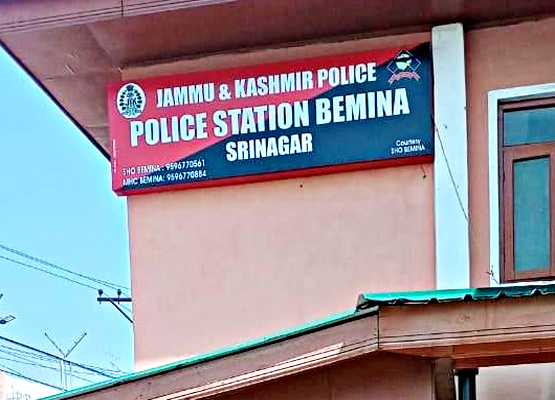 JAMMU & KASHMIR POLICE
POLICE STATION BEMINA
SRINAGAR
SHO BEMINA : 9596770561
MHC BEMINA: 9596770884
Courtesy
SHO BEMINA